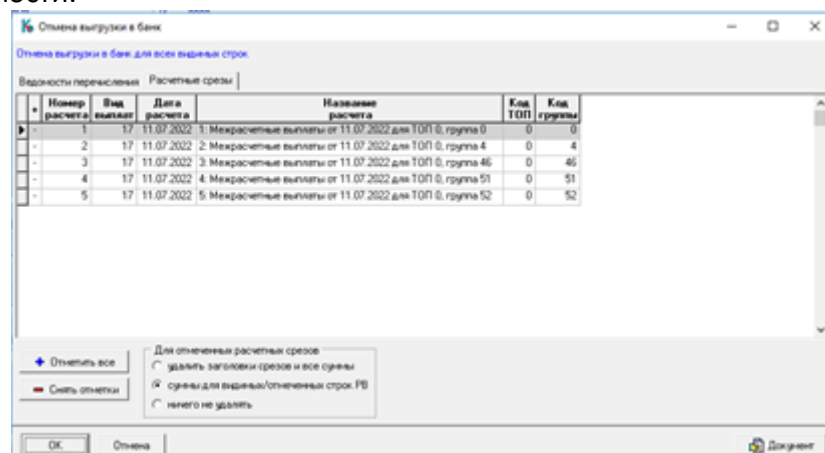 Отмена выгрузки в банк
Отмена выгрузки в банк для всех видимых строк.
Ведомости перечисления Расчетные срезы
* Номер расчета Вид выплат Дата расчета Название расчета Код ТОП Код группы
- 1 17 11.07.2022 1: Межрасчетные выплаты от 11.07.2022 для ТОП 0, группа 0 0 0
- 2 17 11.07.2022 2: Межрасчетные выплаты от 11.07.2022 для ТОП 0, группа 4 0 4
- 3 17 11.07.2022 3: Межрасчетные выплаты от 11.07.2022 для ТОП 0, группа 46 0 46
- 4 17 11.07.2022 4: Межрасчетные выплаты от 11.07.2022 для ТОП 0, группа 51 0 51
- 5 17 11.07.2022 5: Межрасчетные выплаты от 11.07.2022 для ТОП 0, группа 52 0 52
Для отмеченных расчетных срезов
Отметить все
удалить заголовки срезов и все суммы
Снять отметки
суммы для видимых/отмеченных строк РВ
ничего не удалять
OK Отмена Документ